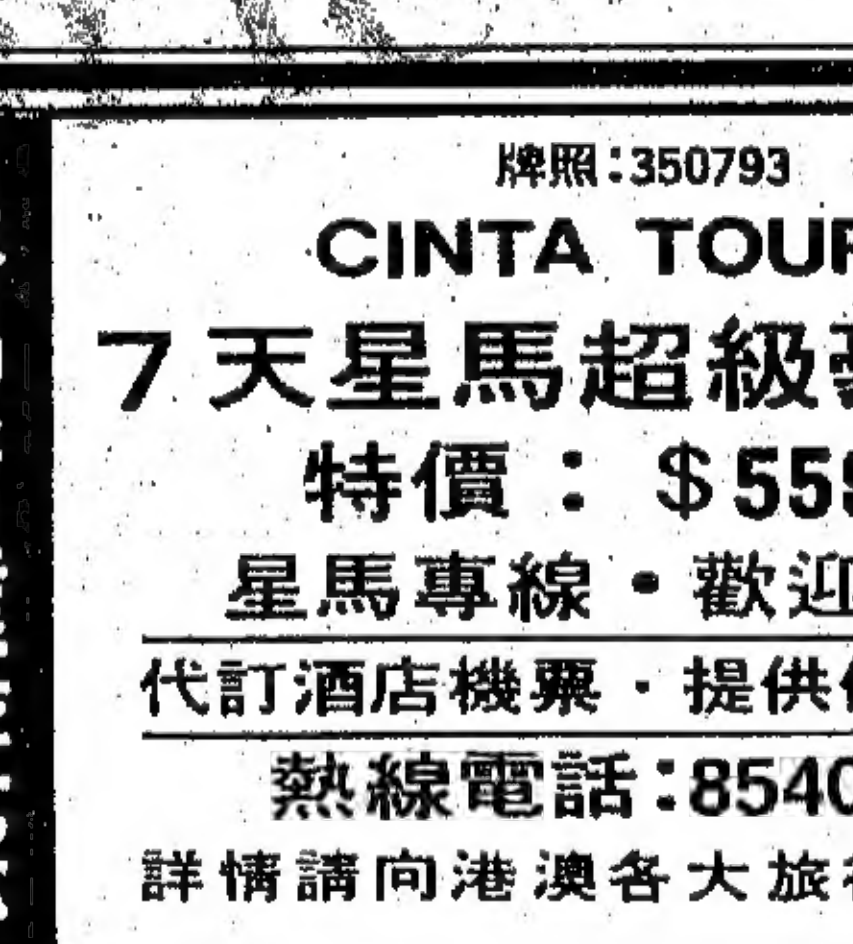 牌照:350793
CINTA TOUR
7天星馬超級
特價: $55
星馬專線・歡迎
代訂酒店機票・提供
熱線電話:8540
詳情請向港澳各大旅